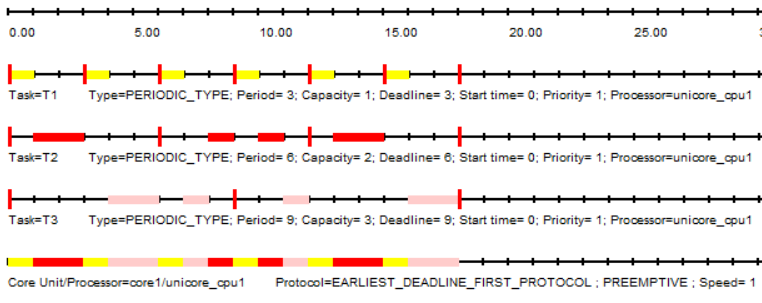 0.00 5.00 10.00 15.00 20.00 25.00 3
Task=T1 Type=PERIODIC_TYPE; Period= 3; Capacity= 1; Deadline= 3; Start time= 0; Priority= 1; Processor=unicore_cpu1
Task=T2 Type=PERIODIC_TYPE; Period= 6; Capacity= 2; Deadline= 6; Start time= 0; Priority= 1; Processor=unicore_cpu1
Task=T3 Type=PERIODIC_TYPE; Period= 9; Capacity= 3; Deadline= 9; Start time= 0; Priority= 1; Processor=unicore_cpu1
Core Unit/Processor=core1/unicore_cpu1 Protocol=EARLIEST_DEADLINE_FIRST_PROTOCOL ; PREEMPTIVE ; Speed= 1